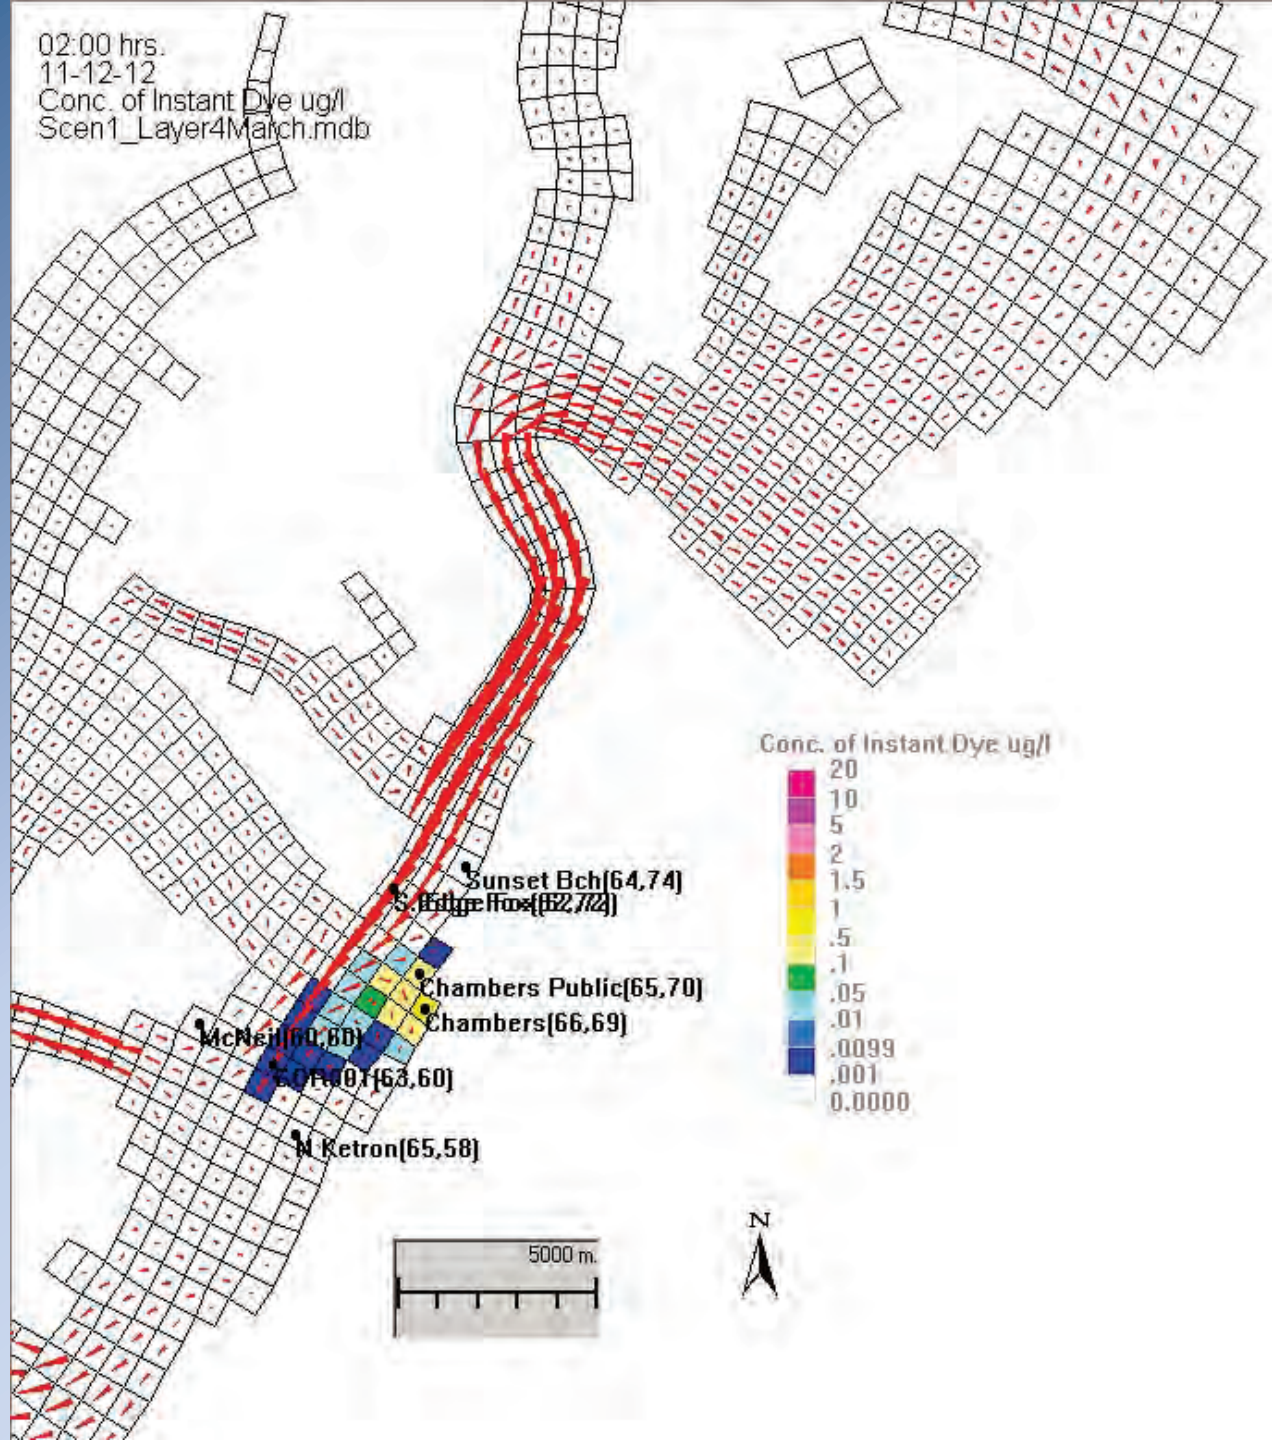 02:00 hrs.
11-12-12
Conc. of Instant Dye ug/l
Scen1_Layer4March.mdb
Conc. of Instant Dye ug/l
20
10
5
2
1.5
1
.5
.1
.05
.01
.0099
.001
0.0000
Sunset Bch(64,74)
Chambers Public(65,70)
Chambers(66,69)
McNeil(60,60)
(63,60)
N Ketron(65,58)
5000 m.
N